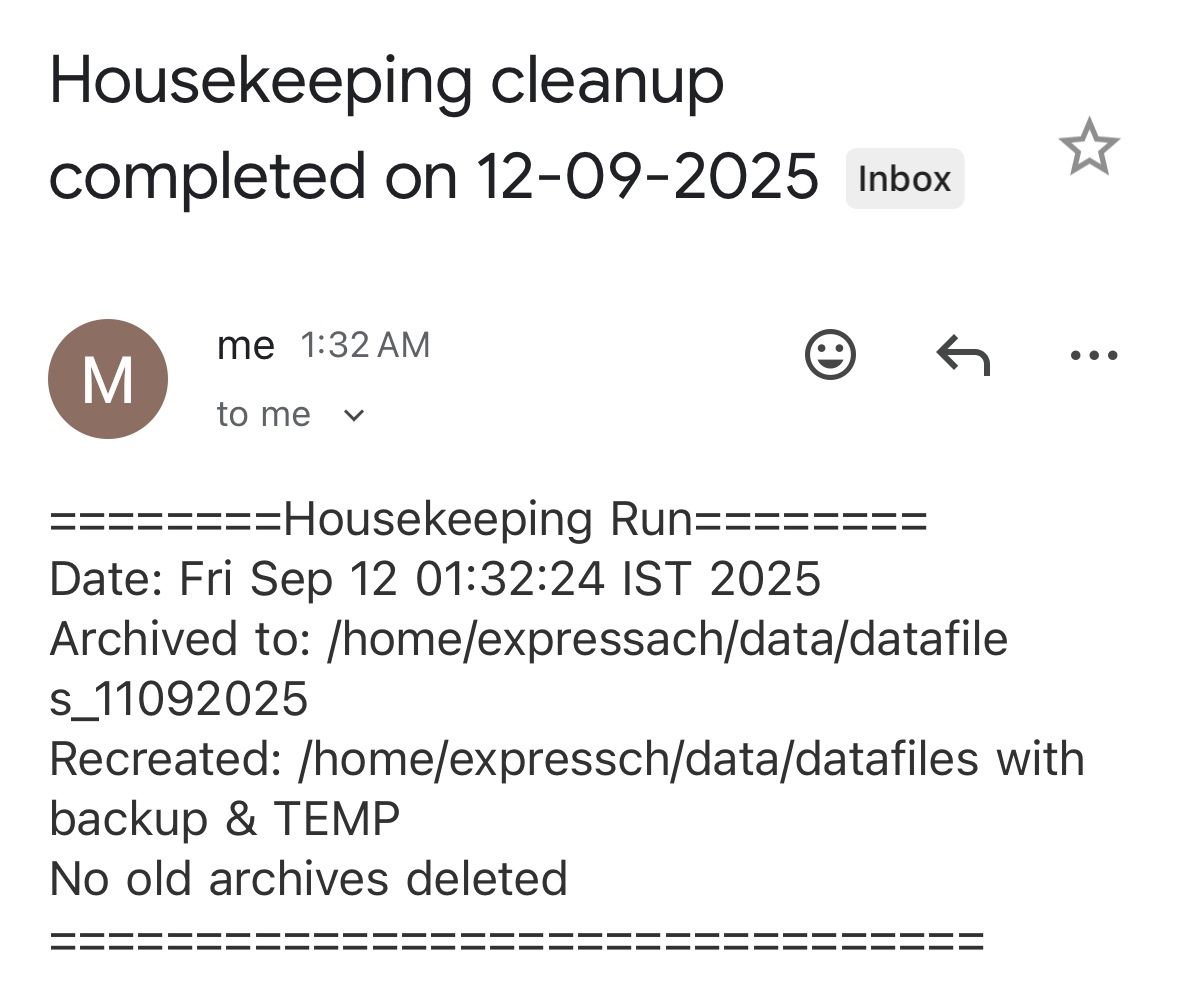 Housekeeping cleanup
completed on 12-09-2025 Inbox
M
me 1:32 AM
to me
========Housekeeping Run========
Date: Fri Sep 12 01:32:24 IST 2025
Archived to: /home/expressach/data/datafile
s_11092025
Recreated: /home/expressch/data/datafiles with
backup & TEMP
No old archives deleted
================================